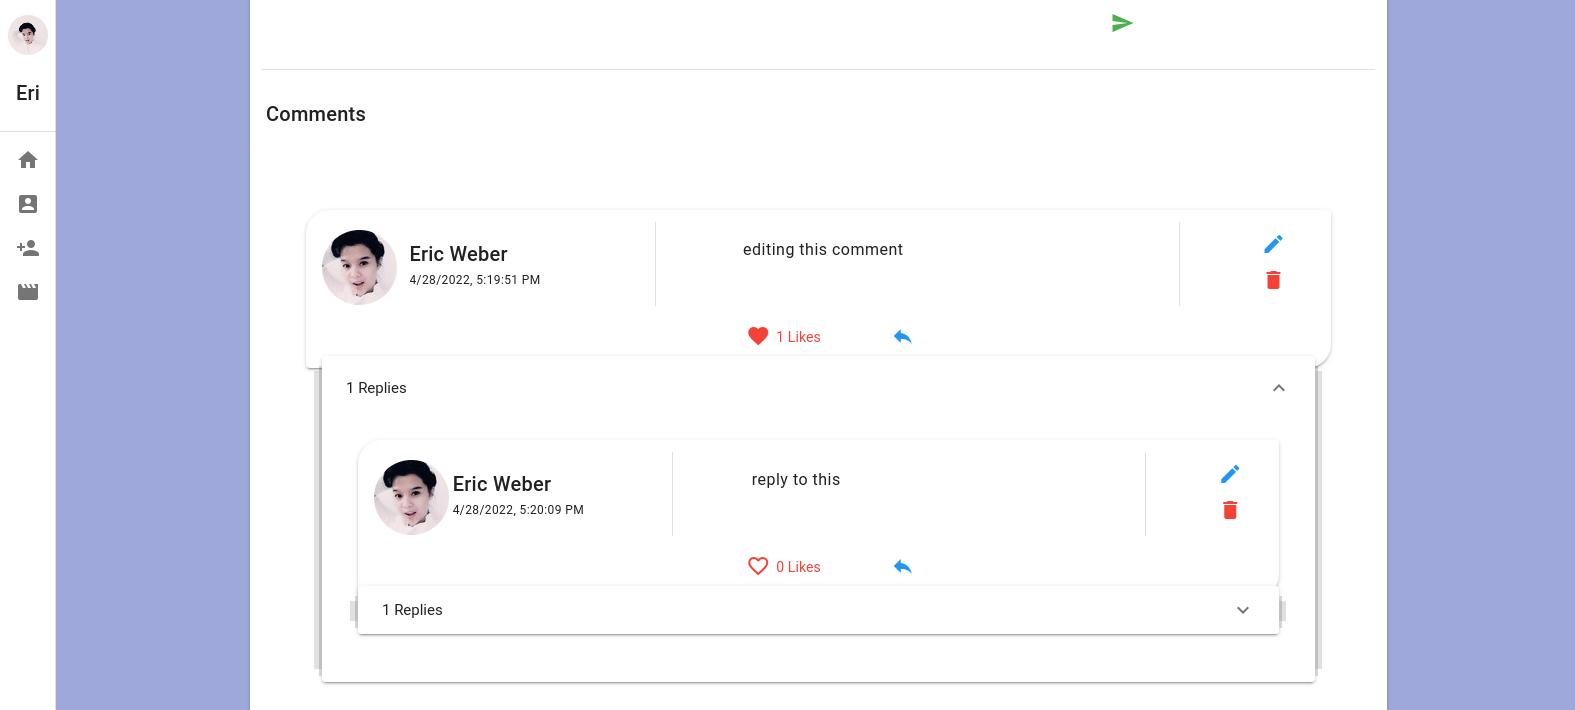 Eri
Comments
Eric Weber
4/28/2022, 5:19:51 PM
editing this comment
1 Likes
1 Replies
Eric Weber
4/28/2022, 5:20:09 PM
reply to this
0 Likes
1 Replies